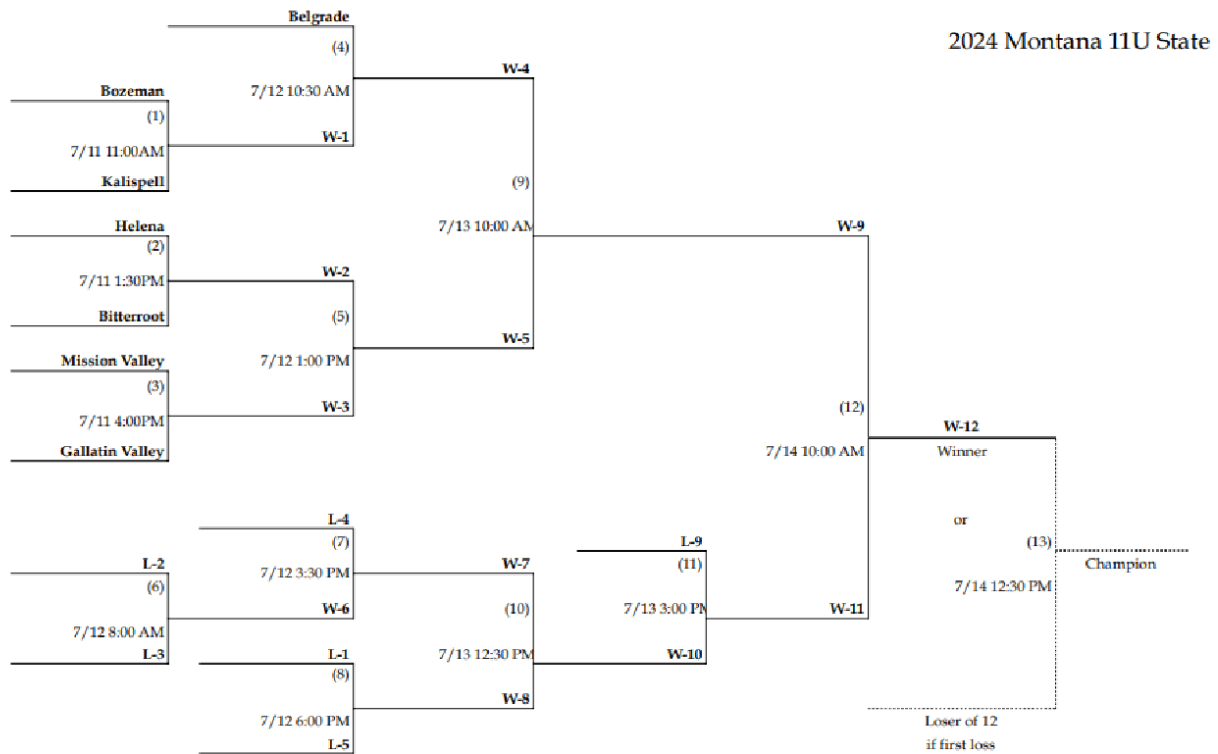 Belgrade
2024 Montana 11U State
(4)
W-4
7/12 10:30 AM
Bozeman
(1)
W-1
7/11 11:00AM
Kalispell
(9)
7/13 10:00 AM
W-9
Helena
(2)
W-2
7/11 1:30PM
Bitterroot
(5)
W-5
7/12 1:00 PM
Mission Valley
(3)
W-3
7/11 4:00PM
Gallatin Valley
(12)
W-12
7/14 10:00 AM
Winner
L-4
or
(7)
L-9
(13)
L-2
W-7
(11)
Champion
7/12 3:30 PM
(6)
7/14 12:30 PM
W-6
(10)
7/13 3:00 PM
W-11
7/12 8:00 AM
L-3
L-1
7/13 12:30 PM
W-10
(8)
W-8
7/12 6:00 PM
Loser of 12
L-5
if first loss